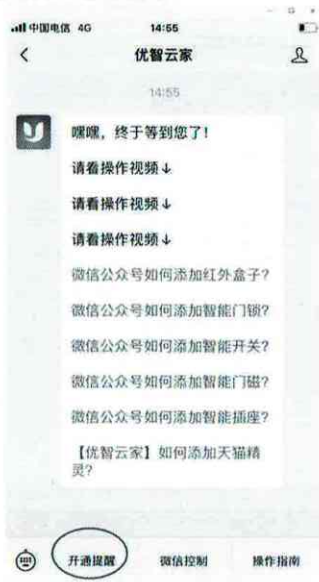 中国电信 4G 14:55
优智云家
14:55
嘿嘿，终于等到您了！
请看操作视频↓
请看操作视频↓
请看操作视频↓
微信公众号如何添加红外盒子?
微信公众号如何添加智能门锁?
微信公众号如何添加智能开关?
微信公众号如何添加智能门磁?
微信公众号如何添加智能插座?
【优智云家】如何添加天猫精
灵?
开通提醒 微信控制 操作指南